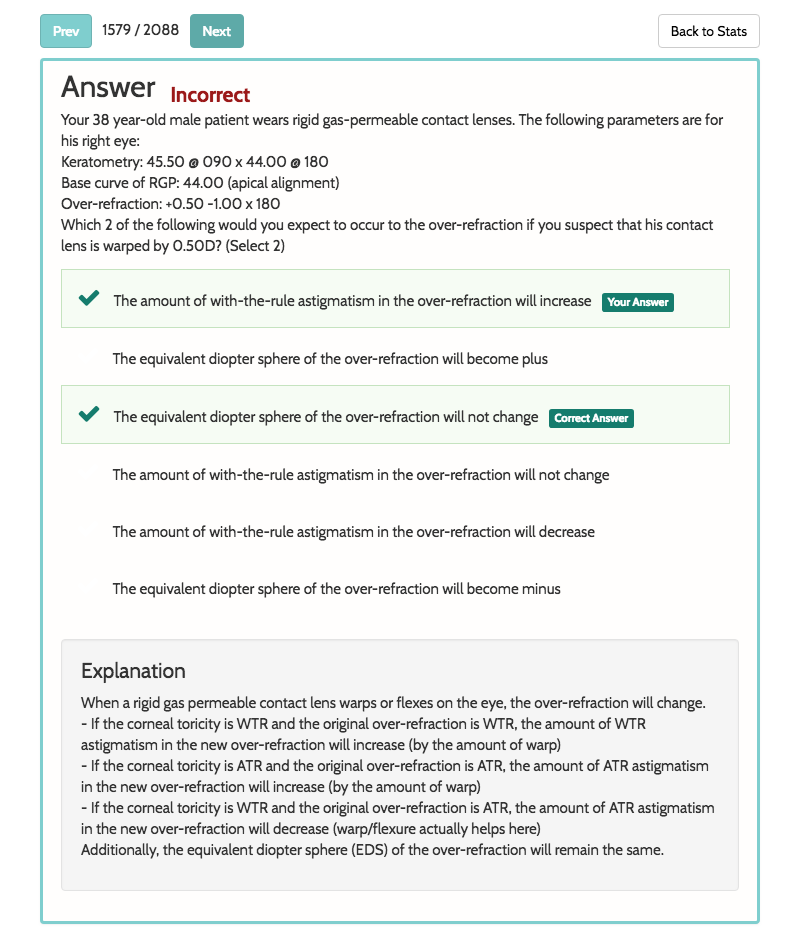 Prev 1579 / 2088 Next Back to Stats
Answer Incorrect
Your 38 year-old male patient wears rigid gas-permeable contact lenses. The following parameters are for
his right eye:
Keratometry: 45.50 @ 090 x 44.00 @ 180
Base curve of RGP: 44.00 (apical alignment)
Over-refraction: +0.50 -1.00 x 180
Which 2 of the following would you expect to occur to the over-refraction if you suspect that his contact
lens is warped by 0.50D? (Select 2)
The amount of with-the-rule astigmatism in the over-refraction will increase Your Answer
The equivalent diopter sphere of the over-refraction will become plus
The equivalent diopter sphere of the over-refraction will not change Correct Answer
The amount of with-the-rule astigmatism in the over-refraction will not change
The amount of with-the-rule astigmatism in the over-refraction will decrease
The equivalent diopter sphere of the over-refraction will become minus
Explanation
When a rigid gas permeable contact lens warps or flexes on the eye, the over-refraction will change.
- If the corneal toricity is WTR and the original over-refraction is WTR, the amount of WTR
astigmatism in the new over-refraction will increase (by the amount of warp)
- If the corneal toricity is ATR and the original over-refraction is ATR, the amount of ATR astigmatism
in the new over-refraction will increase (by the amount of warp)
- If the corneal toricity is WTR and the original over-refraction is ATR, the amount of ATR astigmatism
in the new over-refraction will decrease (warp/flexure actually helps here)
Additionally, the equivalent diopter sphere (EDS) of the over-refraction will remain the same.